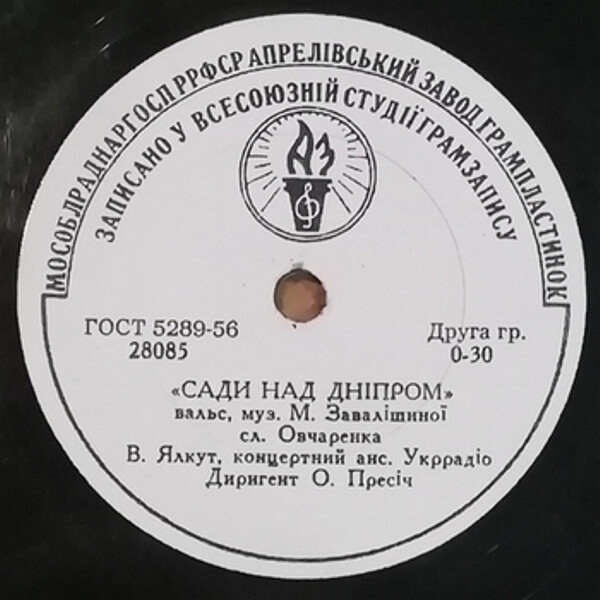 МОСОБЛРАДНАРГОСП РРФСР АПРЕЛІВСЬКИЙ ЗАВОД ГРАМПЛАСТИНОК
ЗАПИСАНО У ВСЕСОЮЗНІЙ СТУДІЇ ГРАМЗАПИСУ
АЗ
ГОСТ 5289-56
28085
Друга гр.
0-30
«САДИ НАД ДНІПРОМ»
вальс, муз. М. Завалішиної
сл. Овчаренка
В. Ялкут, концертний анс. Укррадіо
Диригент О. Пресіч